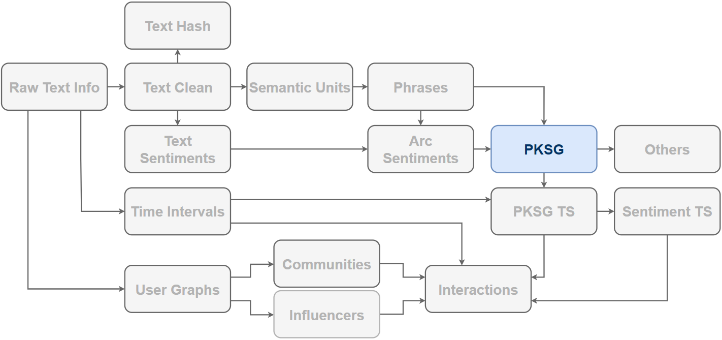 Text Hash
Raw Text Info
Text Clean
Semantic Units
Phrases
Text
Sentiments
Arc
Sentiments
PKSG
Others
Time Intervals
PKSG TS
Sentiment TS
User Graphs
Communities
Interactions
Influencers